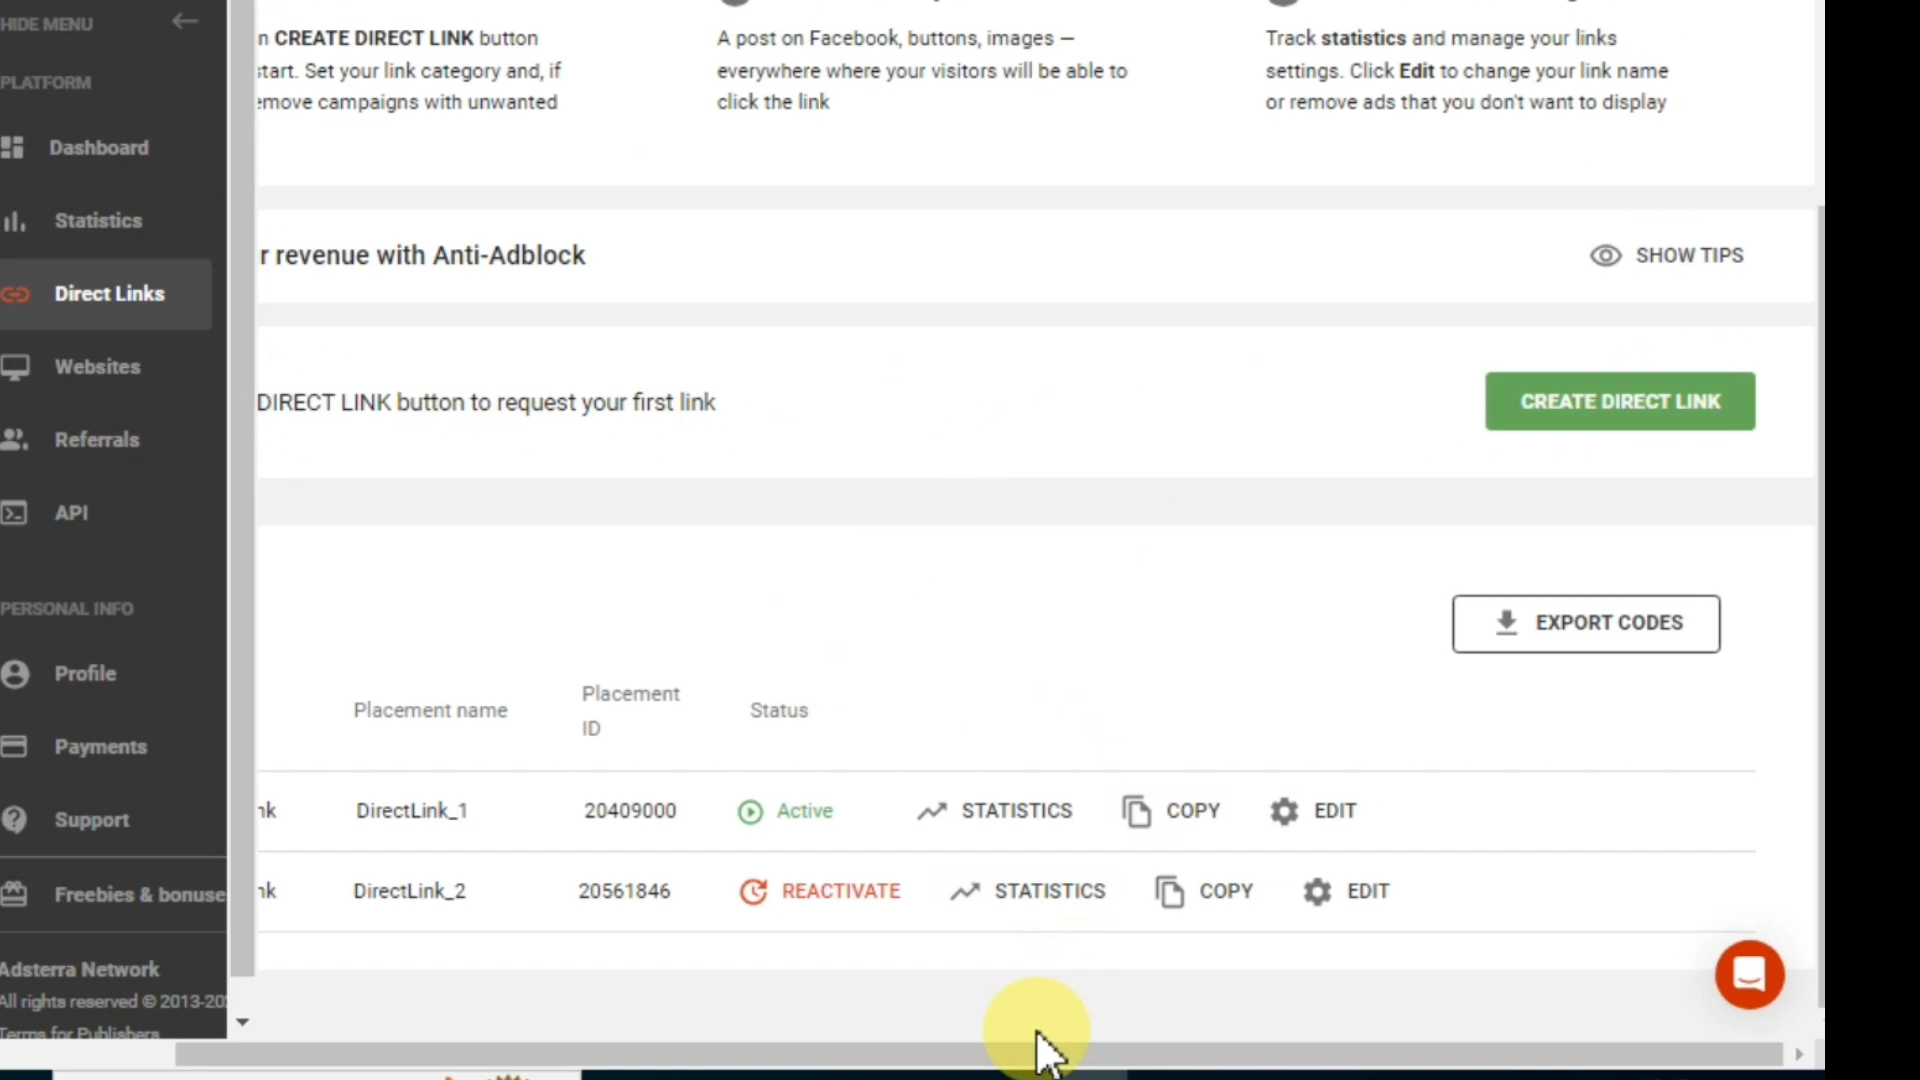 HIDE MENU
PLATFORM
Dashboard
Statistics
Direct Links
Websites
Referrals
API
PERSONAL INFO
Profile
Payments
Support
Freebies & bonuse
Adsterra Network
All rights reserved © 2013-20
Terms for Publishers
n CREATE DIRECT LINK button
start. Set your link category and, if
emove campaigns with unwanted
A post on Facebook, buttons, images —
everywhere where your visitors will be able to
click the link
Track statistics and manage your links
settings. Click Edit to change your link name
or remove ads that you don't want to display
r revenue with Anti-Adblock
SHOW TIPS
DIRECT LINK button to request your first link
CREATE DIRECT LINK
EXPORT CODES
Placement name
Placement
ID
Status
nk DirectLink_1 20409000 Active STATISTICS COPY EDIT
nk DirectLink_2 20561846 REACTIVATE STATISTICS COPY EDIT